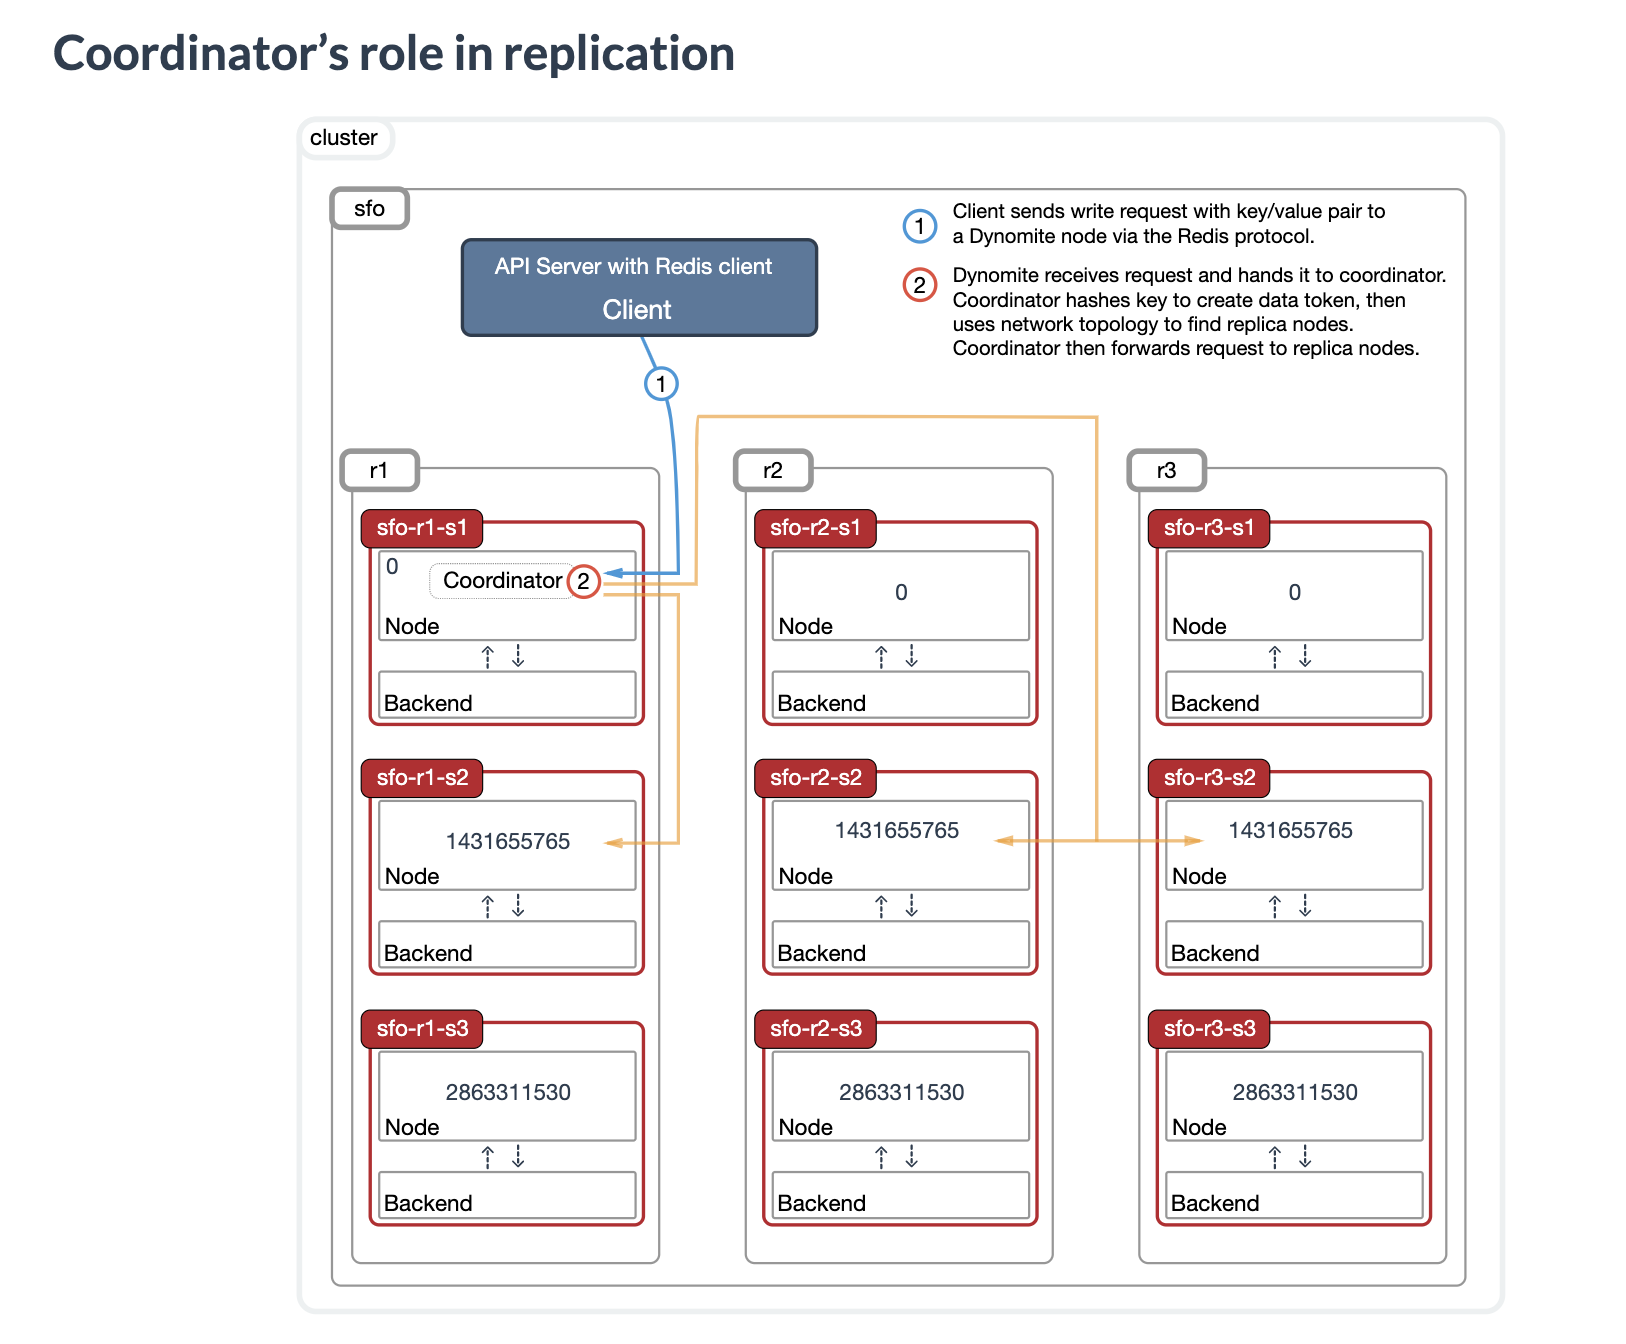 Coordinator’s role in replication
cluster
sfo
API Server with Redis client
Client
1
Client sends write request with key/value pair to
a Dynomite node via the Redis protocol.
2
Dynomite receives request and hands it to coordinator.
Coordinator hashes key to create data token, then
uses network topology to find replica nodes.
Coordinator then forwards request to replica nodes.
1
r1
sfo-r1-s1
0
Coordinator
2
Node
Backend
sfo-r1-s2
1431655765
Node
Backend
sfo-r1-s3
2863311530
Node
Backend
r2
sfo-r2-s1
0
Node
Backend
sfo-r2-s2
1431655765
Node
Backend
sfo-r2-s3
2863311530
Node
Backend
r3
sfo-r3-s1
0
Node
Backend
sfo-r3-s2
1431655765
Node
Backend
sfo-r3-s3
2863311530
Node
Backend